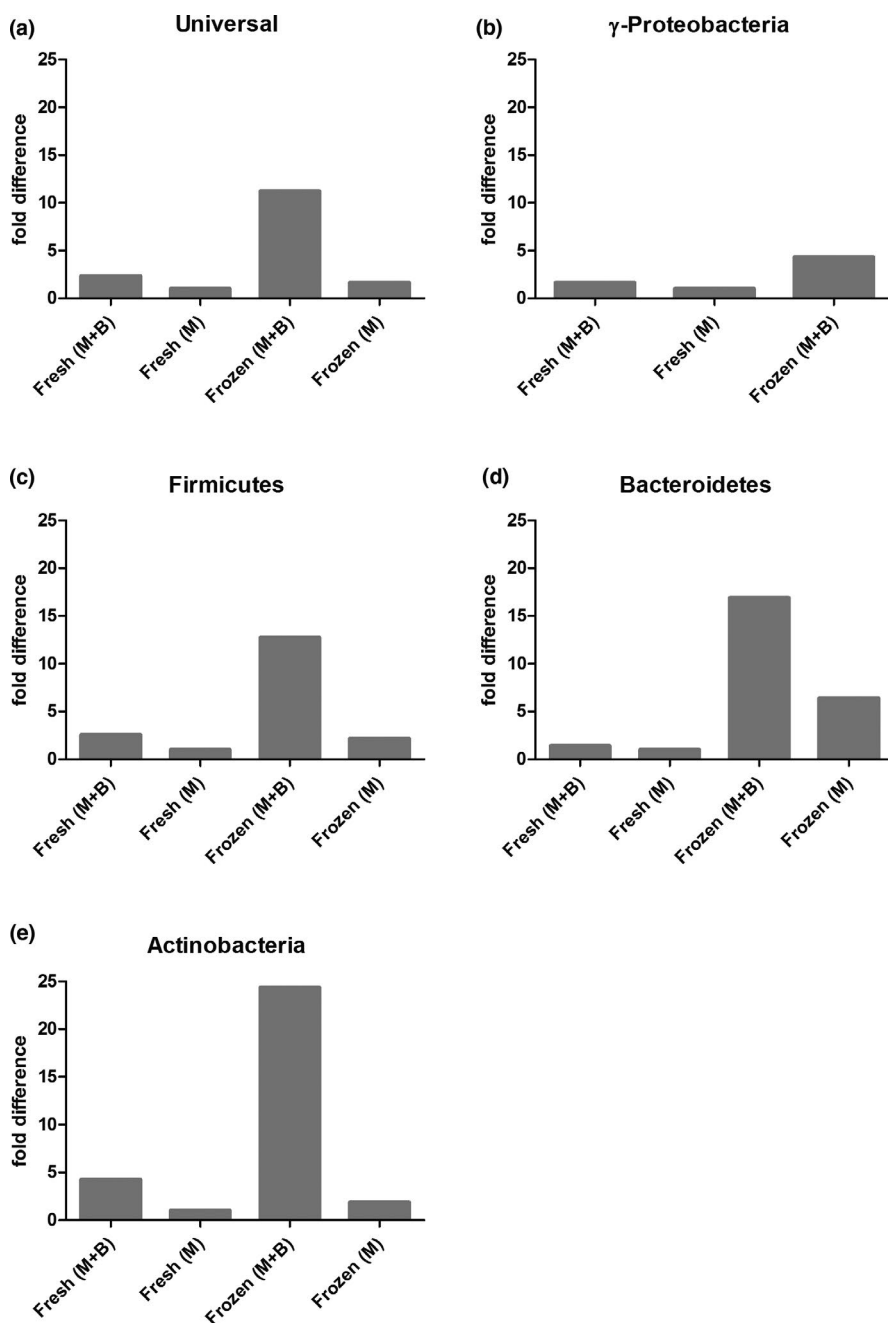 (a)
Universal
fold difference
25
20
15
10
5
0
Fresh (M+B)
Fresh (M)
Frozen (M+B)
Frozen (M)
(b)
γ-Proteobacteria
fold difference
25
20
15
10
5
0
Fresh (M+B)
Fresh (M)
Frozen (M+B)
(c)
Firmicutes
fold difference
25
20
15
10
5
0
Fresh (M+B)
Fresh (M)
Frozen (M+B)
Frozen (M)
(d)
Bacteroidetes
fold difference
25
20
15
10
5
0
Fresh (M+B)
Fresh (M)
Frozen (M+B)
Frozen (M)
(e)
Actinobacteria
fold difference
25
20
15
10
5
0
Fresh (M+B)
Fresh (M)
Frozen (M+B)
Frozen (M)